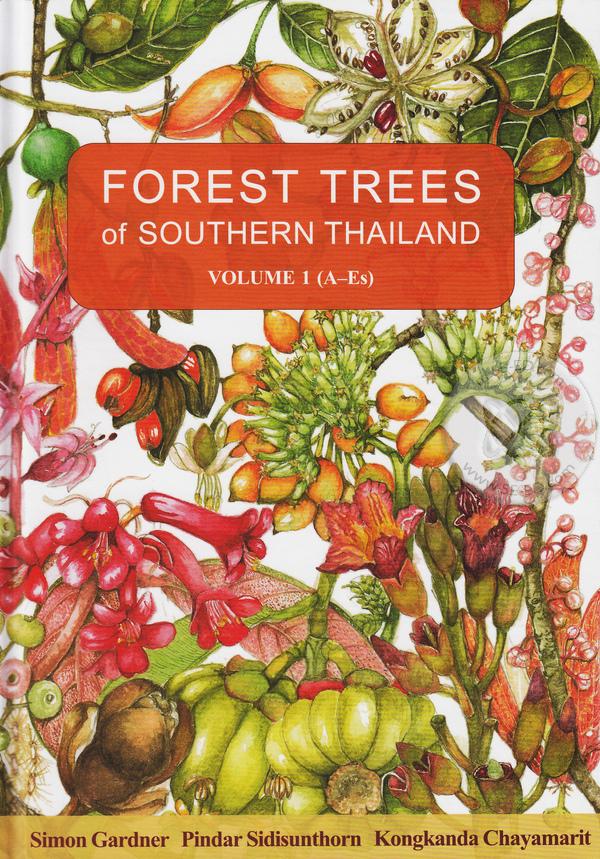 FOREST TREES
of SOUTHERN THAILAND
VOLUME 1 (A–Es)
Simon Gardner Pindar Sidisunthorn Kongkanda Chayamarit